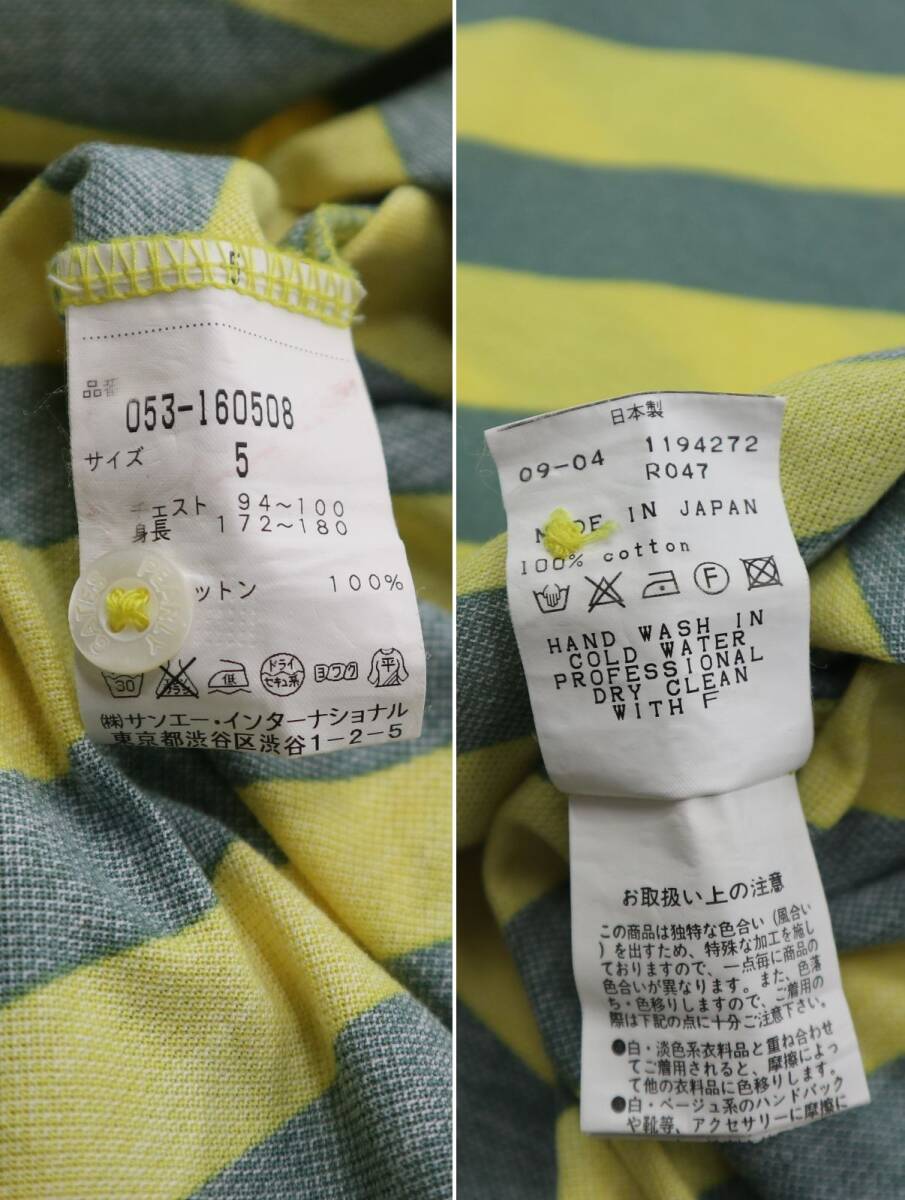 5
品番
053-160508
サイズ 5
チェスト 94~100
身長 172~180
ットン 100%
30
低
ドライ
セキユ系
ヨワク
平
(株)サンエー・インターナショナル
東京都渋谷区渋谷1-2-5
日本製
09-04 1194272
R047
MADE IN JAPAN
100% cotton
F
HAND WASH IN
COLD WATER
PROFESSIONAL
DRY CLEAN
WITH F
お取扱い上の注意
この商品は独特な色合い(風合い
)を出すため、特殊な加工を施し
ておりますので、一点毎に商品の
色合いが異なります。また、色落
ち・色移りしますので、ご着用の
際は下記の点に十分ご注意下さい。
●白・淡色系衣料品と重ね合わせ
てご着用されると、摩擦によっ
て他の衣料品に色移りします。
●白・ベージュ系のハンドバック
や靴等、アクセサリーに摩擦に